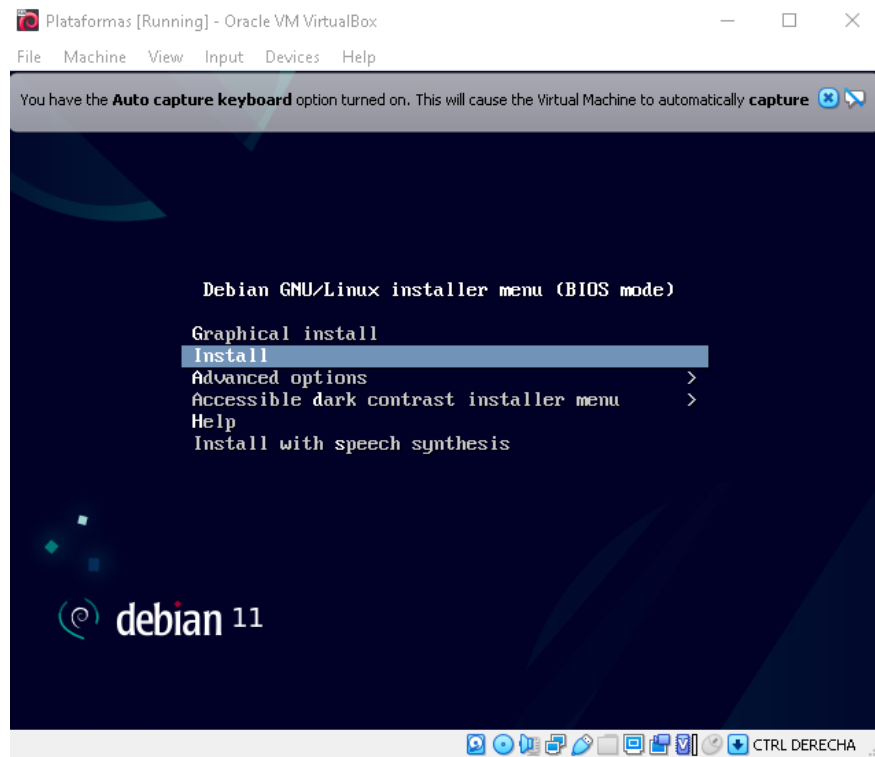 Plataformas [Running] - Oracle VM VirtualBox
File Machine View Input Devices Help
You have the Auto capture keyboard option turned on. This will cause the Virtual Machine to automatically capture
Debian GNU/Linux installer menu (BIOS mode)
Graphical install
Install
Advanced options >
Accessible dark contrast installer menu >
Help
Install with speech synthesis
debian 11
CTRL DERECHA